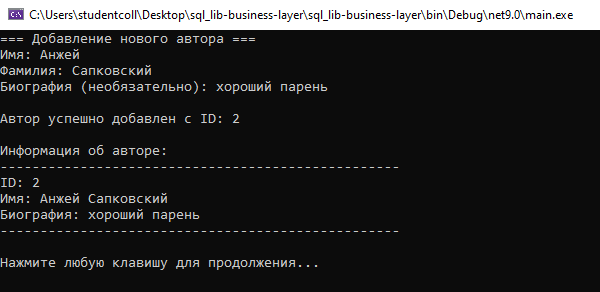 C:\Users\studentcoll\Desktop\sql_lib-business-layer\sql_lib-business-layer\bin\Debug\net9.0\main.exe
=== Добавление нового автора ===
Имя: Анжей
Фамилия: Сапковский
Биография (необязательно): хороший парень
Автор успешно добавлен с ID: 2
Информация об авторе:
--------------------------------------------------
ID: 2
Имя: Анжей Сапковский
Биография: хороший парень
--------------------------------------------------
Нажмите любую клавишу для продолжения...